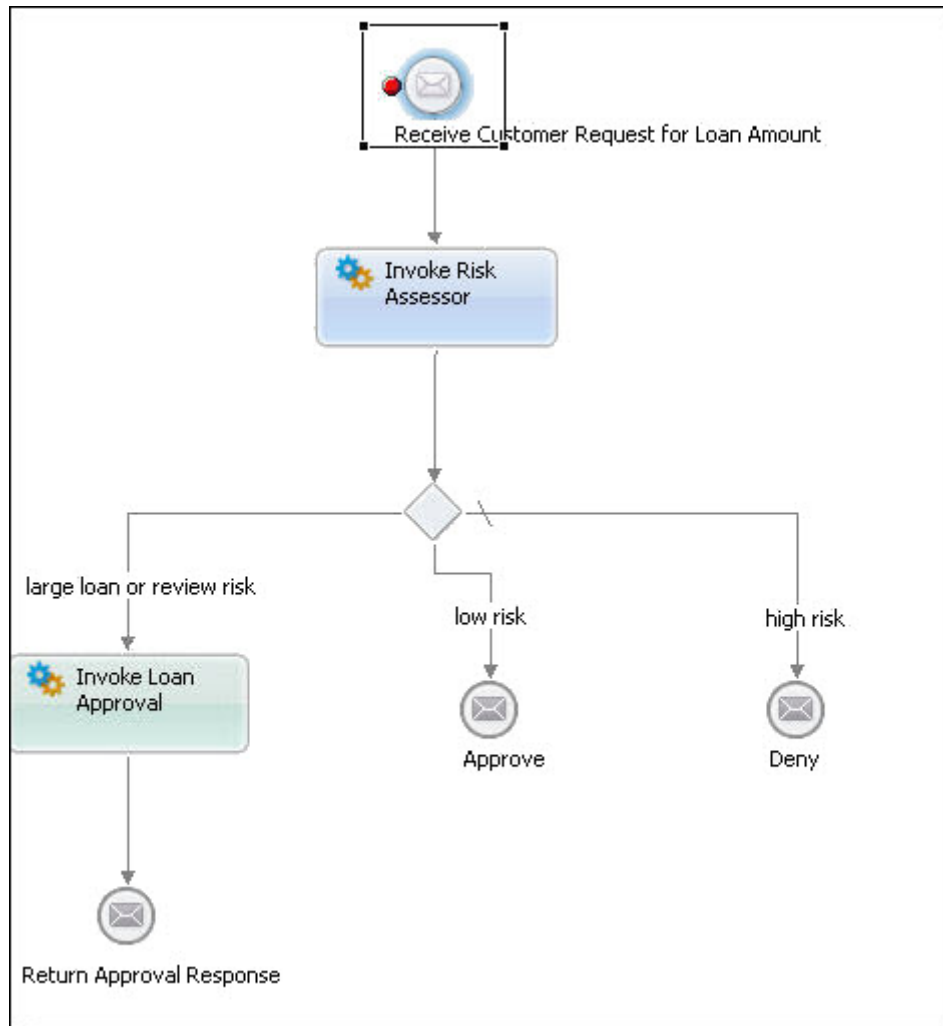 Receive Customer Request for Loan Amount
Invoke Risk
Assessor
large loan or review risk
low risk
high risk
Invoke Loan
Approval
Approve
Deny
Return Approval Response